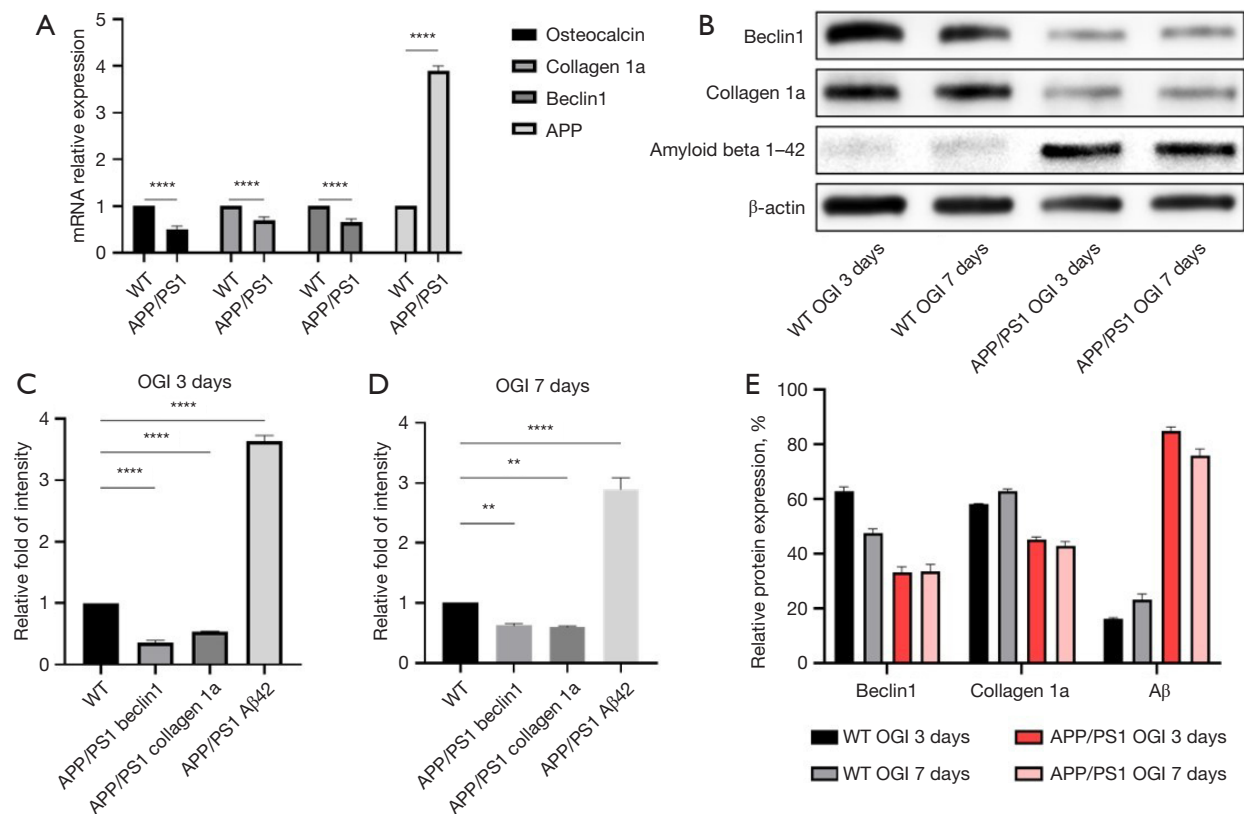 A
mRNA relative expression
5
4
3
2
1
0
****
****
****
****
WT
APP/PS1
WT
APP/PS1
WT
APP/PS1
WT
APP/PS1
Osteocalcin
Collagen 1a
Beclin1
APP
B
Beclin1
Collagen 1a
Amyloid beta 1–42
β-actin
WT OGI 3 days
WT OGI 7 days
APP/PS1 OGI 3 days
APP/PS1 OGI 7 days
C
OGI 3 days
Relative fold of intensity
4
3
2
1
0
****
****
****
WT
APP/PS1 beclin1
APP/PS1 collagen 1a
APP/PS1 Aβ42
D
OGI 7 days
Relative fold of intensity
4
3
2
1
0
****
**
**
WT
APP/PS1 beclin1
APP/PS1 collagen 1a
APP/PS1 Aβ42
E
Relative protein expression, %
100
80
60
40
20
0
Beclin1
Collagen 1a
Aβ
WT OGI 3 days
APP/PS1 OGI 3 days
WT OGI 7 days
APP/PS1 OGI 7 days